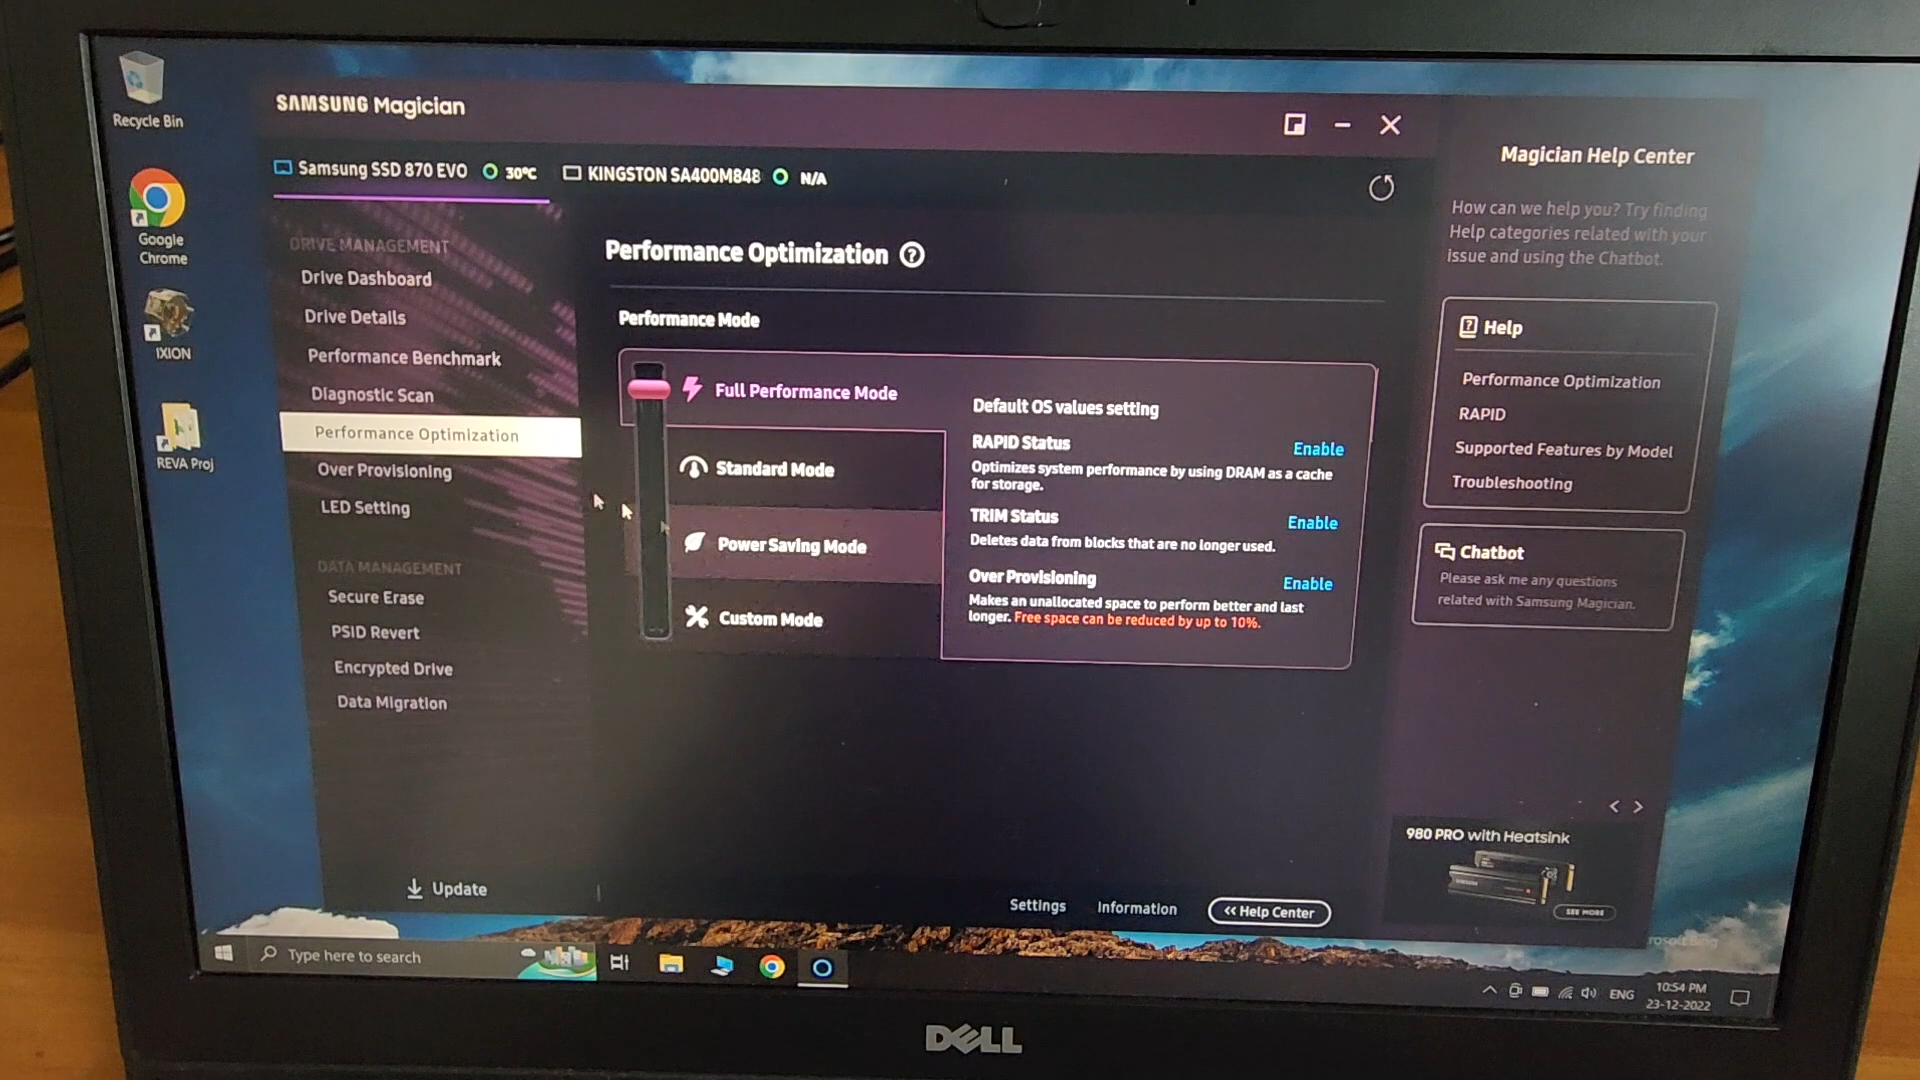 Recycle Bin
Google
Chrome
IXION
REVA Proj
SAMSUNG Magician
Samsung SSD 870 EVO 30°C KINGSTON SA400M848 N/A
DRIVE MANAGEMENT
Drive Dashboard
Drive Details
Performance Benchmark
Diagnostic Scan
Performance Optimization
Over Provisioning
LED Setting
DATA MANAGEMENT
Secure Erase
PSID Revert
Encrypted Drive
Data Migration
Update
Performance Optimization ?
Performance Mode
Full Performance Mode
Standard Mode
Power Saving Mode
Custom Mode
Default OS values setting
RAPID Status Enable
Optimizes system performance by using DRAM as a cache
for storage.
TRIM Status Enable
Deletes data from blocks that are no longer used.
Over Provisioning Enable
Makes an unallocated space to perform better and last
longer. Free space can be reduced by up to 10%.
Settings Information << Help Center
Magician Help Center
How can we help you? Try finding
Help categories related with your
issue and using the Chatbot.
Help
Performance Optimization
RAPID
Supported Features by Model
Troubleshooting
Chatbot
Please ask me any questions
related with Samsung Magician.
< >
980 PRO with Heatsink
SAMSUNG
SEE MORE
rosoft Bing
Type here to search
ENG
10:54 PM
23-12-2022
DELL